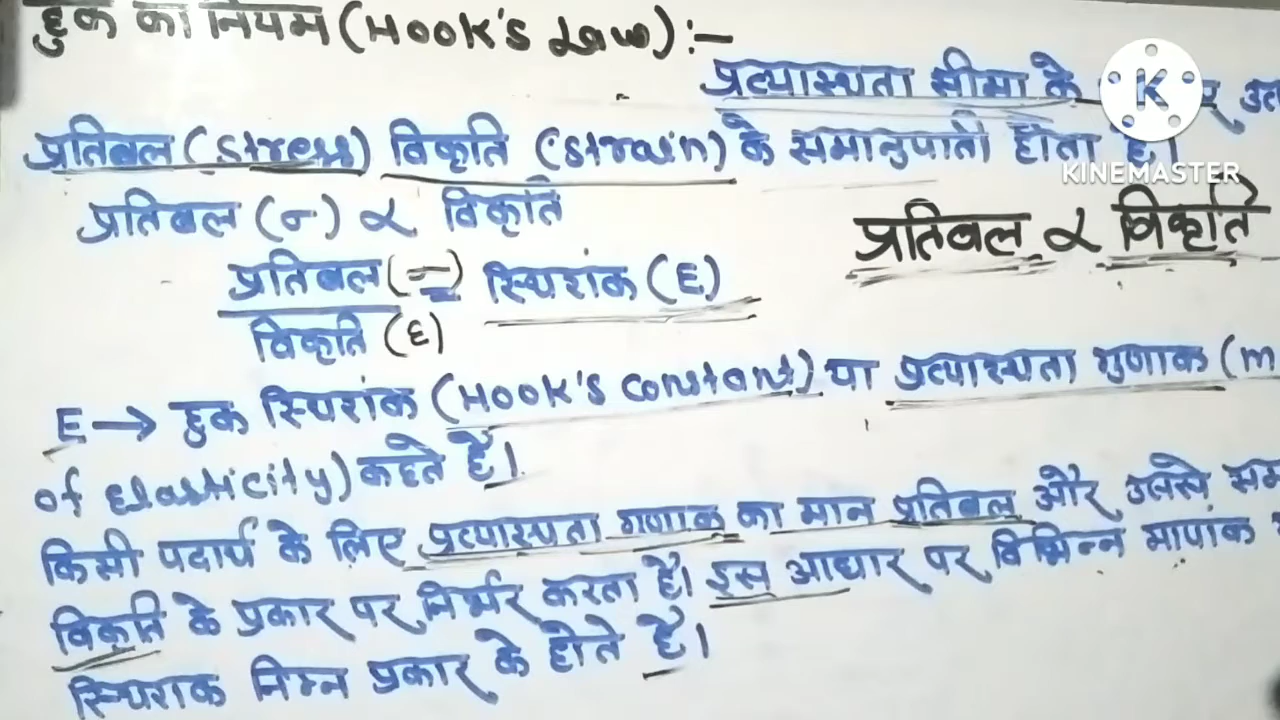 हुक का नियम (Hook's Law):-
प्रत्यास्थता सीमा के
प्रतिबल (stress) विकृति (strain) के समानुपाती होता है।
प्रतिबल (σ) ∝ विकृति
प्रतिबल ∝ विकृति
प्रतिबल (=) स्थिरांक (E)
विकृति (ε)
E → हुक स्थिरांक (Hook's constant) या प्रत्यास्थता गुणाक (m
of Elasticity) कहते है।
किसी पदार्थ के लिए प्रत्यास्थता गुणाक का मान प्रतिबल और उससे सम
विकृति के प्रकार पर निर्भर करता है। इस आधार पर विभिन्न मापांक
स्थिराक निम्न प्रकार के होते है।
K
KINEMASTER